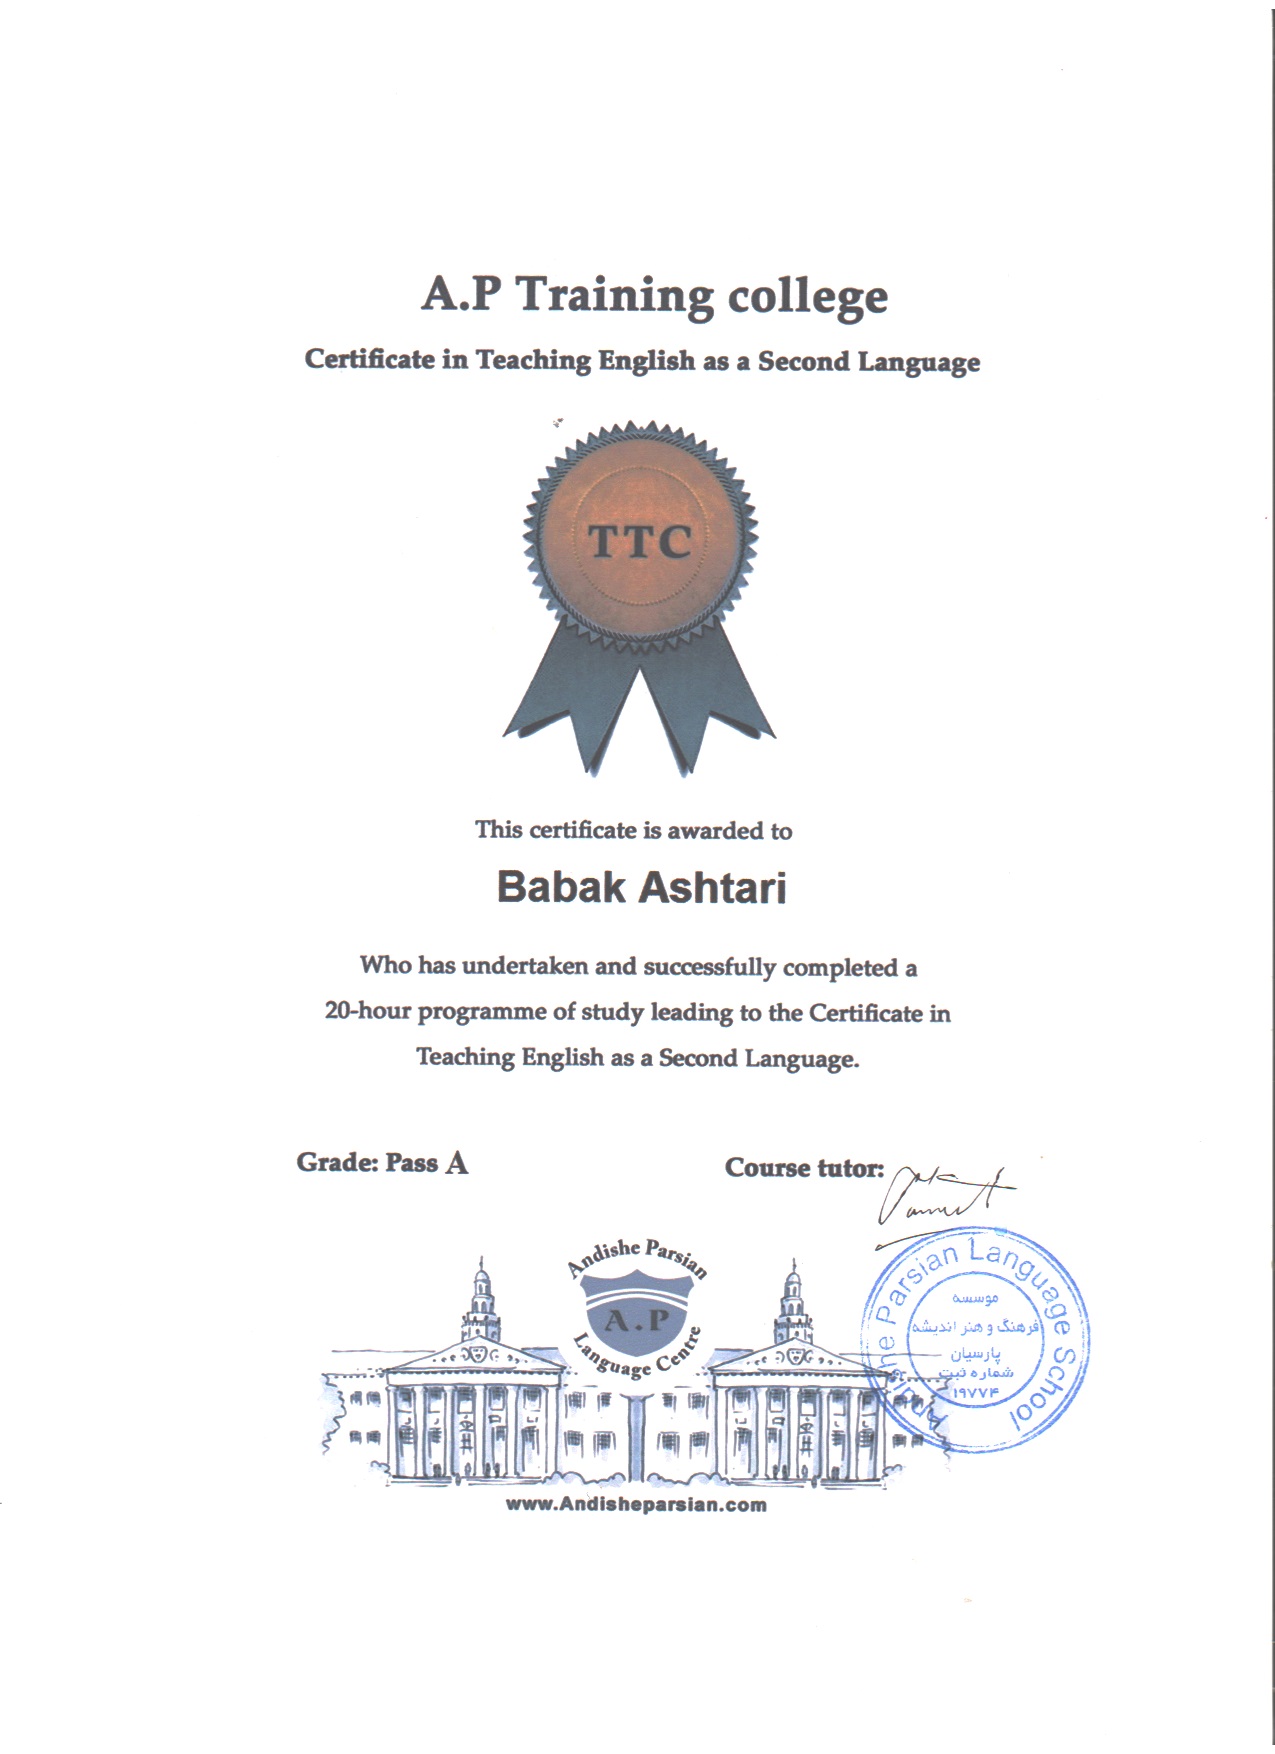 A.P Training college
Certificate in Teaching English as a Second Language
TTC
This certificate is awarded to
Babak Ashtari
Who has undertaken and successfully completed a
20-hour programme of study leading to the Certificate in
Teaching English as a Second Language.
Grade: Pass A
Course tutor:
Andishe Parsian
A.P
Language Centre
Andishe Parsian Language School
موسسه
فرهنگ و هنر اندیشه
پارسیان
شماره ثبت
۱۹۷۷۴
www.Andisheparsian.com